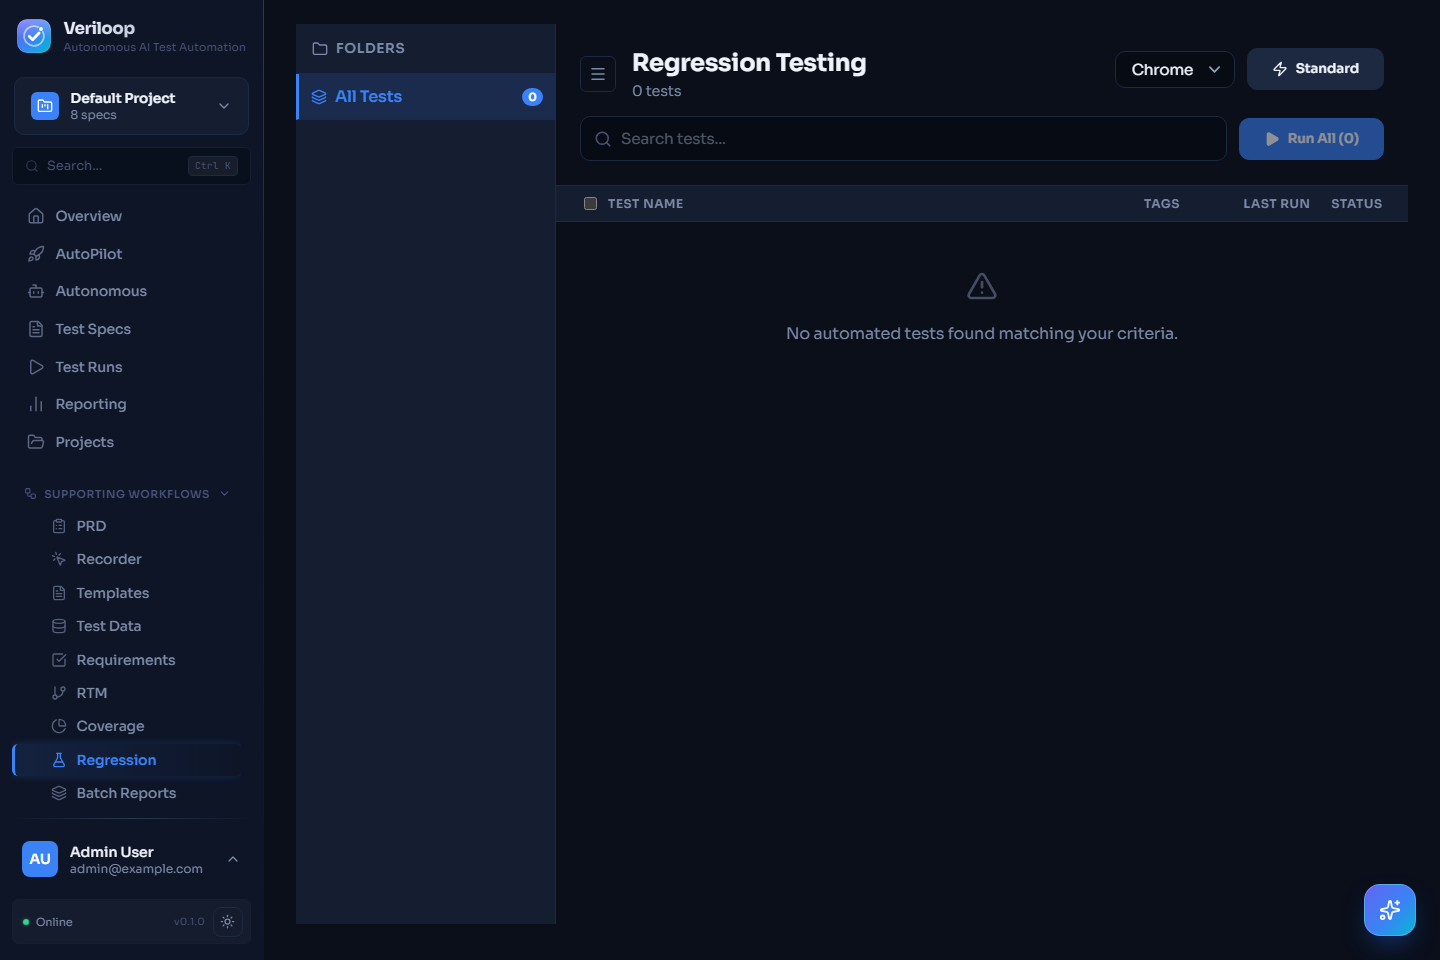 Veriloop
Autonomous AI Test Automation
Default Project
8 specs
Search...
Ctrl K
Overview
AutoPilot
Autonomous
Test Specs
Test Runs
Reporting
Projects
SUPPORTING WORKFLOWS
PRD
Recorder
Templates
Test Data
Requirements
RTM
Coverage
Regression
Batch Reports
AU
Admin User
admin@example.com
Online
v0.1.0
FOLDERS
All Tests
0
Regression Testing
0 tests
Chrome
Standard
Search tests...
Run All (0)
TEST NAME
TAGS
LAST RUN
STATUS
No automated tests found matching your criteria.